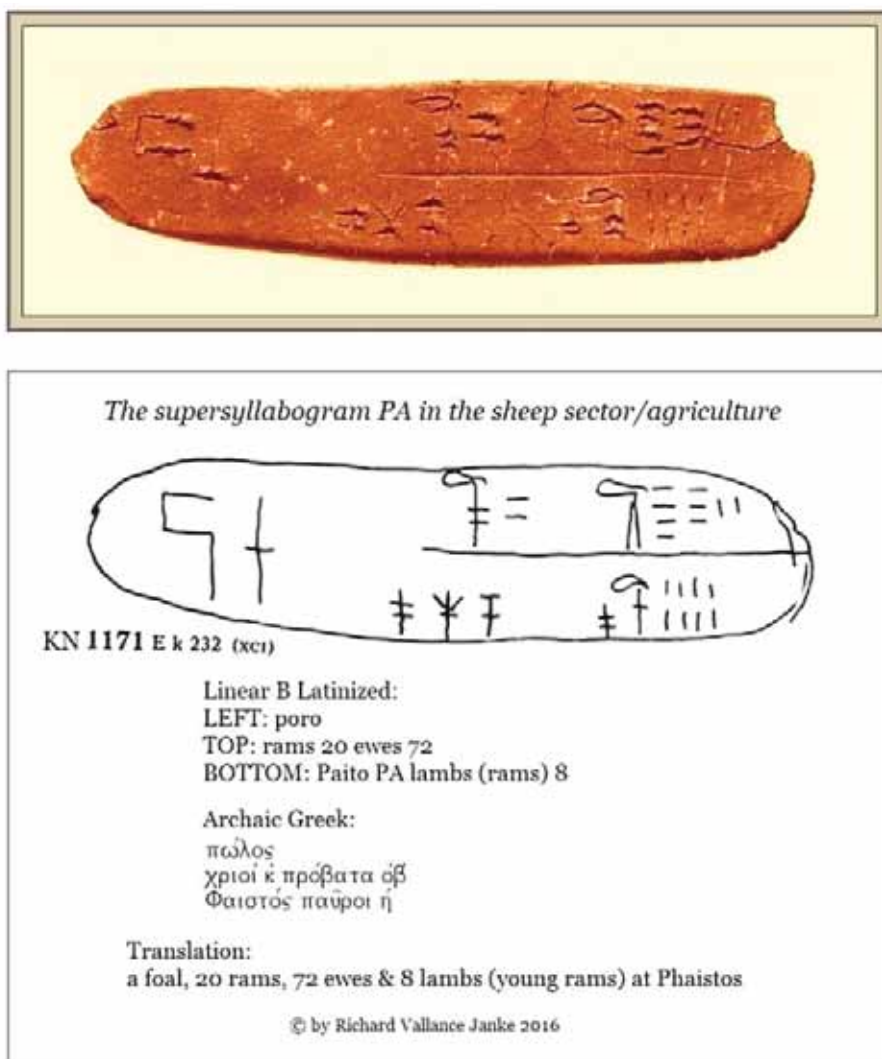 The supersyllabogram PA in the sheep sector/agriculture
KN 1171 E k 232 (XCI)
Linear B Latinized:
LEFT: poro
TOP: rams 20 ewes 72
BOTTOM: Paito PA lambs (rams) 8
Archaic Greek:
πώλος
χριοί κ̀ πρόβατα όβ̀
Φαιστός παῦροι ή
Translation:
a foal, 20 rams, 72 ewes & 8 lambs (young rams) at Phaistos
© by Richard Vallance Janke 2016